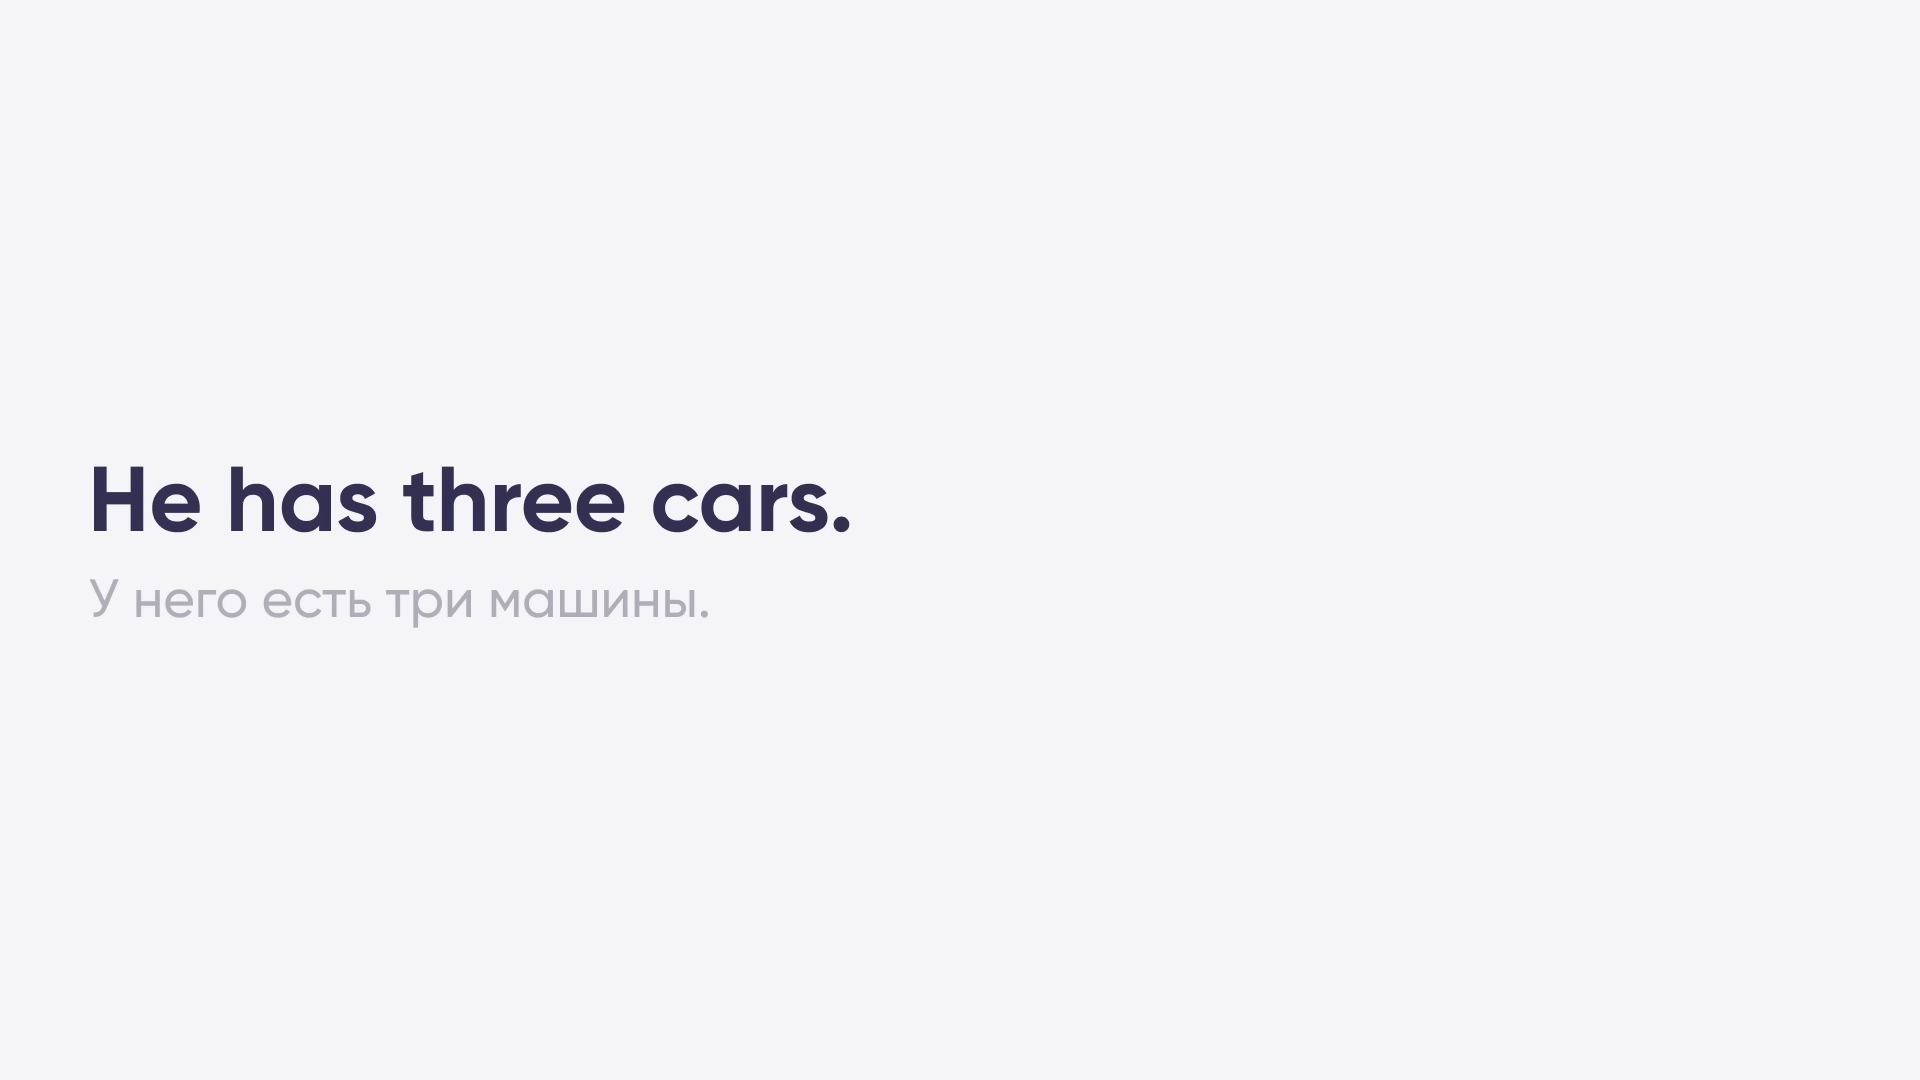 He has three cars.
У него есть три машины.